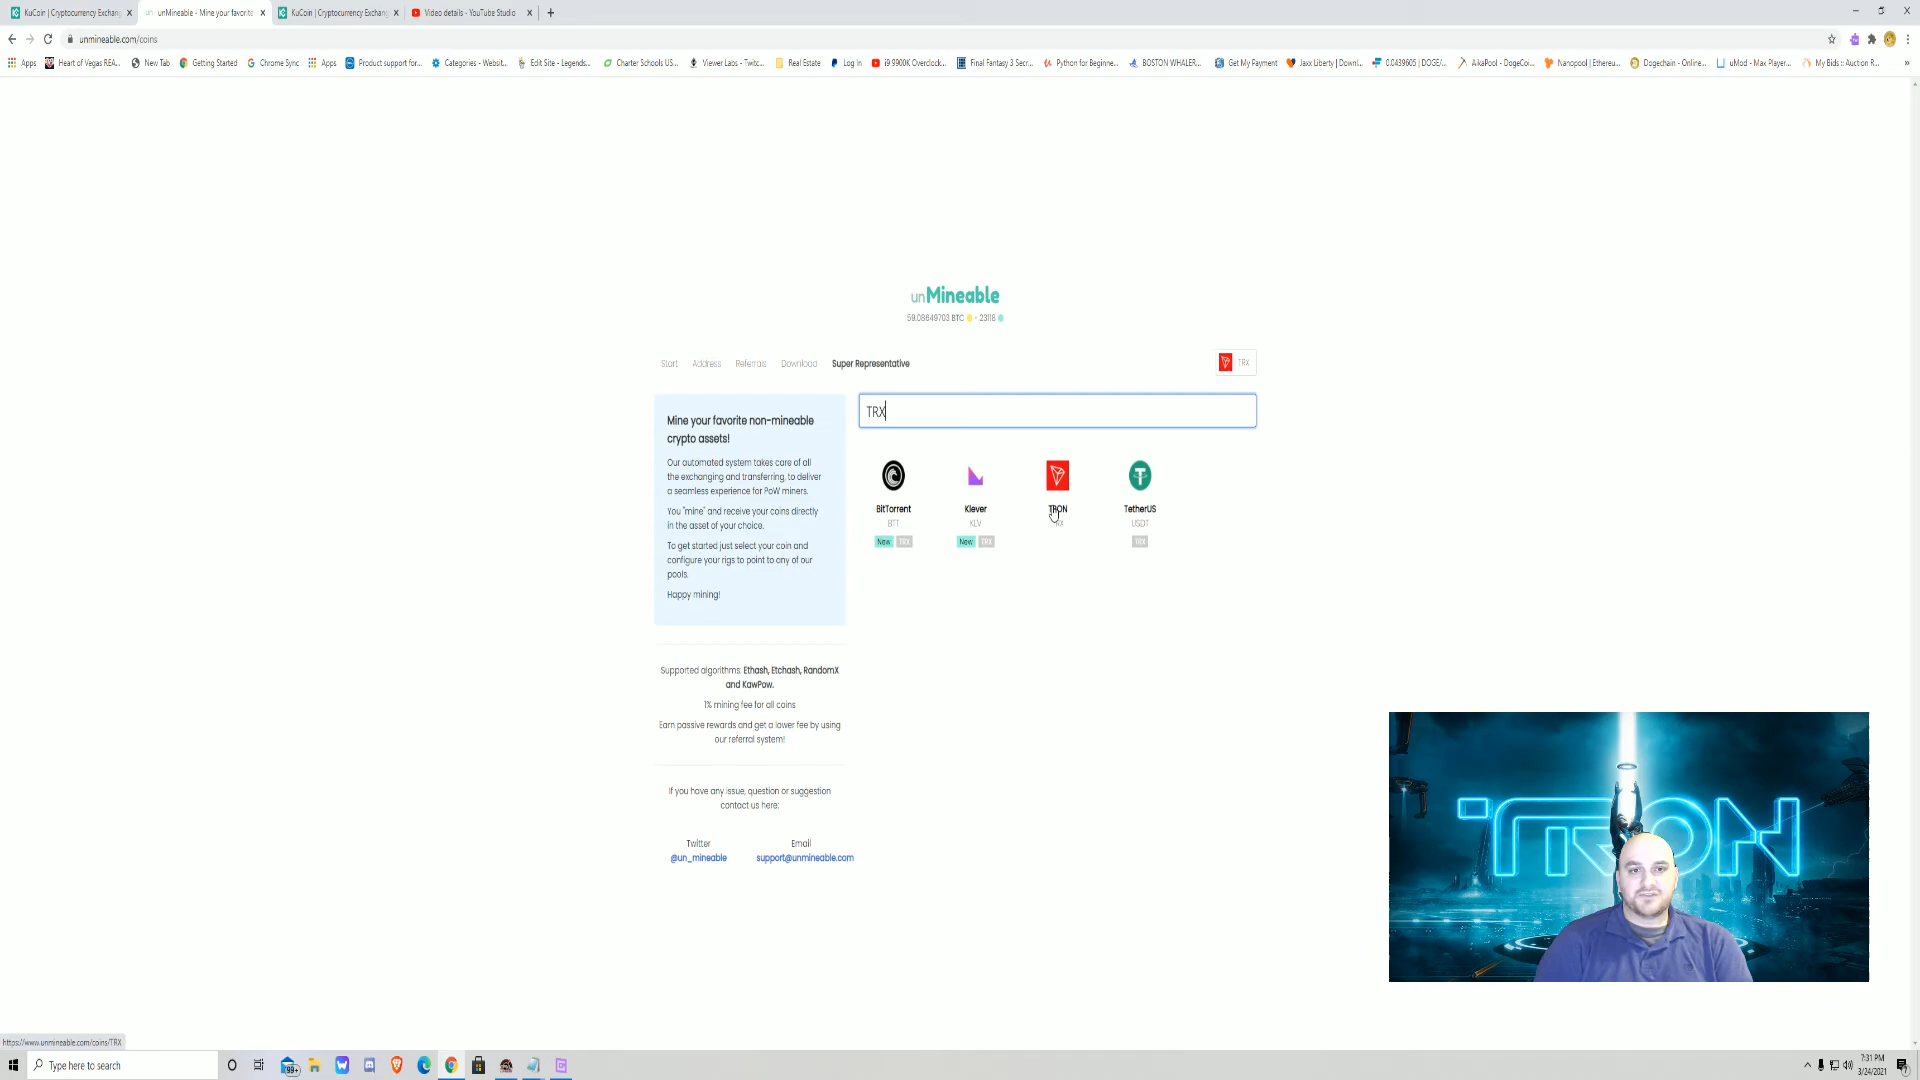 KuCoin | Cryptocurrency Exchang
unMineable - Mine your favorite
KuCoin | Cryptocurrency Exchang
Video details - YouTube Studio
unmineable.com/coins
Apps
Heart of Vegas REA...
New Tab
Getting Started
Chrome Sync
Apps
Product support for...
Categories - Websit...
Edit Site - Legends...
Charter Schools US...
Viewer Labs - Twitc...
Real Estate
Log In
i9 9900K Overclock...
Final Fantasy 3 Secr...
Python for Beginne...
BOSTON WHALER...
Get My Payment
Jaxx Liberty | Downl...
0.0439605 | DOGE/...
AikaPool - DogeCoi...
Nanopool | Ethereu...
Dogechain - Online...
uMod - Max Player...
My Bids :: Auction R...
unMineable
59.08649703 BTC - 23118
Start
Address
Referrals
Download
Super Representative
TRX
TRX
Mine your favorite non-mineable
crypto assets!
Our automated system takes care of all
the exchanging and transferring, to deliver
a seamless experience for PoW miners.
You "mine" and receive your coins directly
in the asset of your choice.
To get started just select your coin and
configure your rigs to point to any of our
pools.
Happy mining!
BitTorrent
BTT
New TRX
Klever
KLV
New TRX
TRON
TetherUS
USDT
TRX
Supported algorithms: Ethash, Etchash, RandomX
and KawPow.
1% mining fee for all coins
Earn passive rewards and get a lower fee by using
our referral system!
If you have any issue, question or suggestion
contact us here:
Twitter
@un_mineable
Email
support@unmineable.com
TRON
https://www.unmineable.com/coins/TRX
Type here to search
99+
7:31 PM
3/24/2021